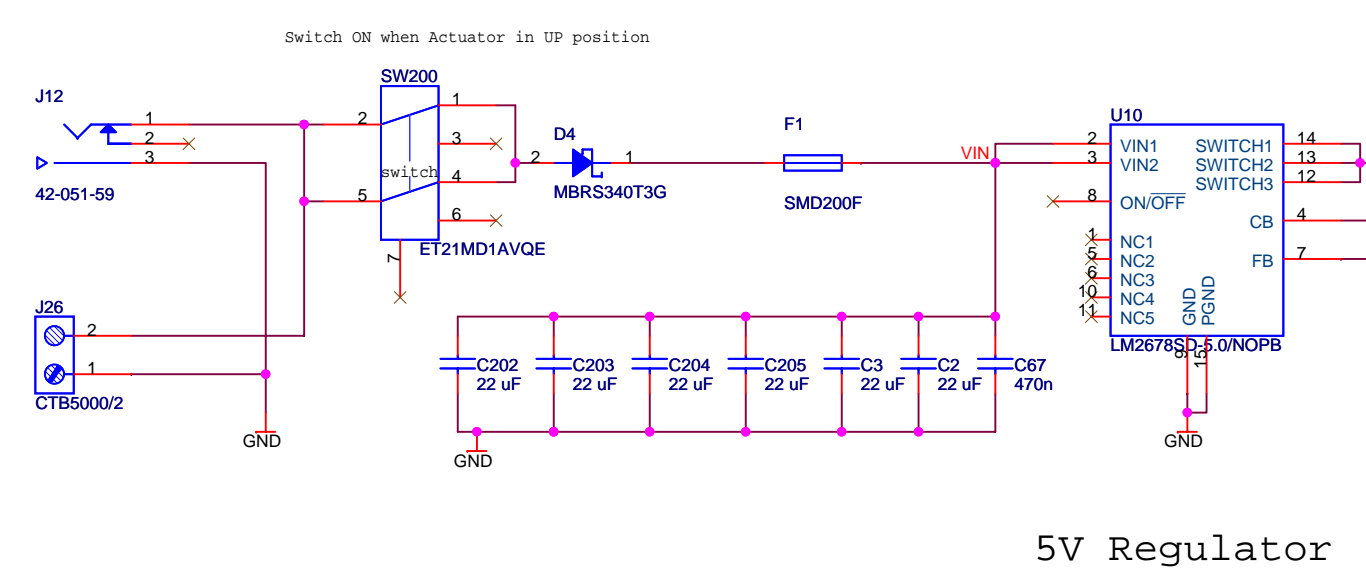 Switch ON when Actuator in UP position
SW200
J12
1
2
3
42-051-59
2
5
1
3
4
6
7
switch
ET21MD1AVQE
D4
2
1
MBRS340T3G
F1
SMD200F
VIN
U10
2
3
8
1
5
6
10
11
VIN1
VIN2
ON/OFF
NC1
NC2
NC3
NC4
NC5
SWITCH1
SWITCH2
SWITCH3
CB
FB
14
13
12
4
7
GND
PGND
9
15
LM2678SD-5.0/NOPB
GND
J26
2
1
CTB5000/2
GND
C202
22 uF
C203
22 uF
C204
22 uF
C205
22 uF
C3
22 uF
C2
22 uF
C67
470n
GND
5V Regulator